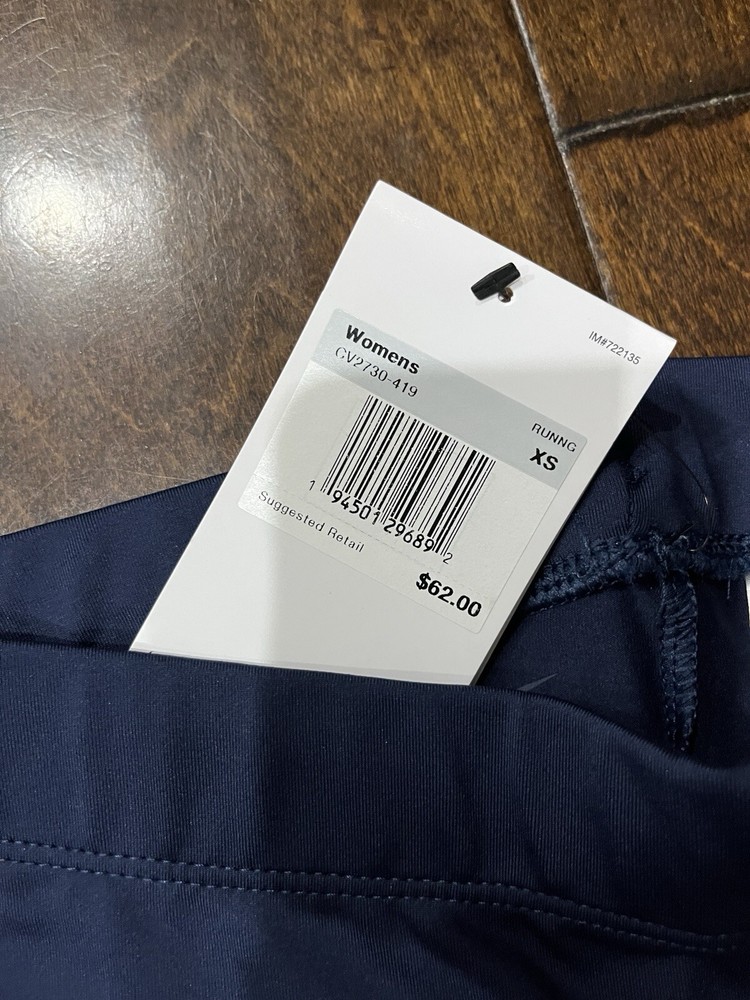 IM#722135
Womens
CV2730-419
RUNNG
XS
1 94501 29689 2
Suggested Retail
$62.00